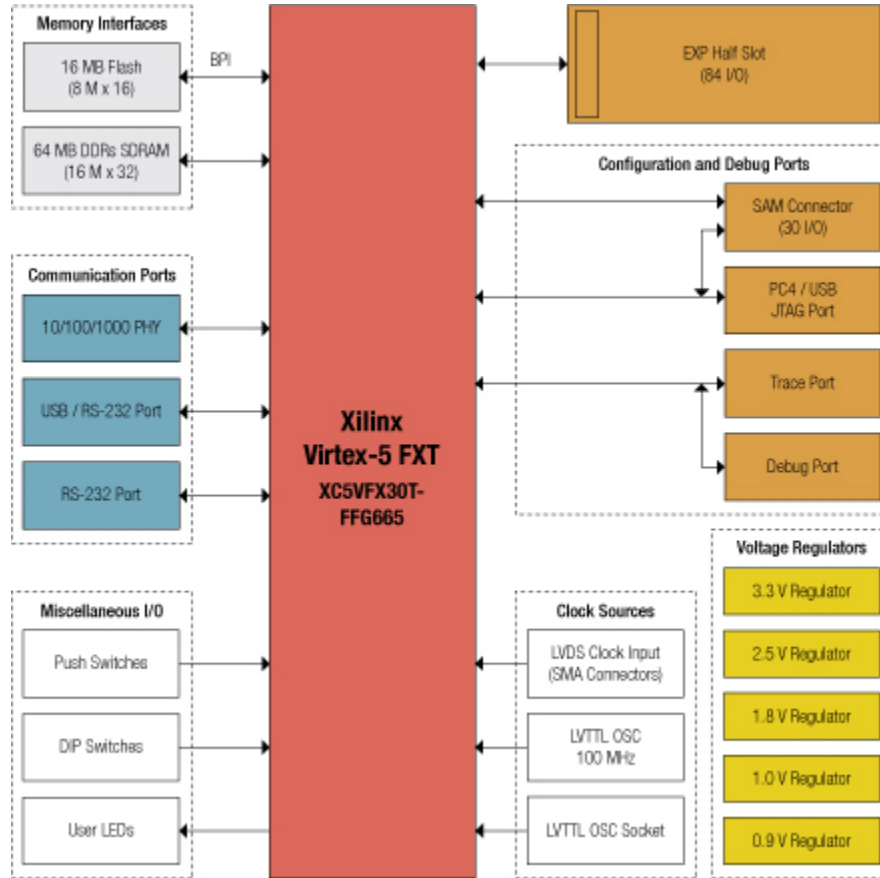 Memory Interfaces
16 MB Flash
(8 M x 16)
BPI
64 MB DDRs SDRAM
(16 M x 32)
Communication Ports
10/100/1000 PHY
USB / RS-232 Port
RS-232 Port
Miscellaneous I/O
Push Switches
DIP Switches
User LEDs
Xilinx
Virtex-5 FXT
XC5VFX30T-
FFG665
EXP Half Slot
(84 I/O)
Configuration and Debug Ports
SAM Connector
(30 I/O)
PC4 / USB
JTAG Port
Trace Port
Debug Port
Clock Sources
LVDS Clock Input
(SMA Connectors)
LVTTL OSC
100 MHz
LVTTL OSC Socket
Voltage Regulators
3.3 V Regulator
2.5 V Regulator
1.8 V Regulator
1.0 V Regulator
0.9 V Regulator